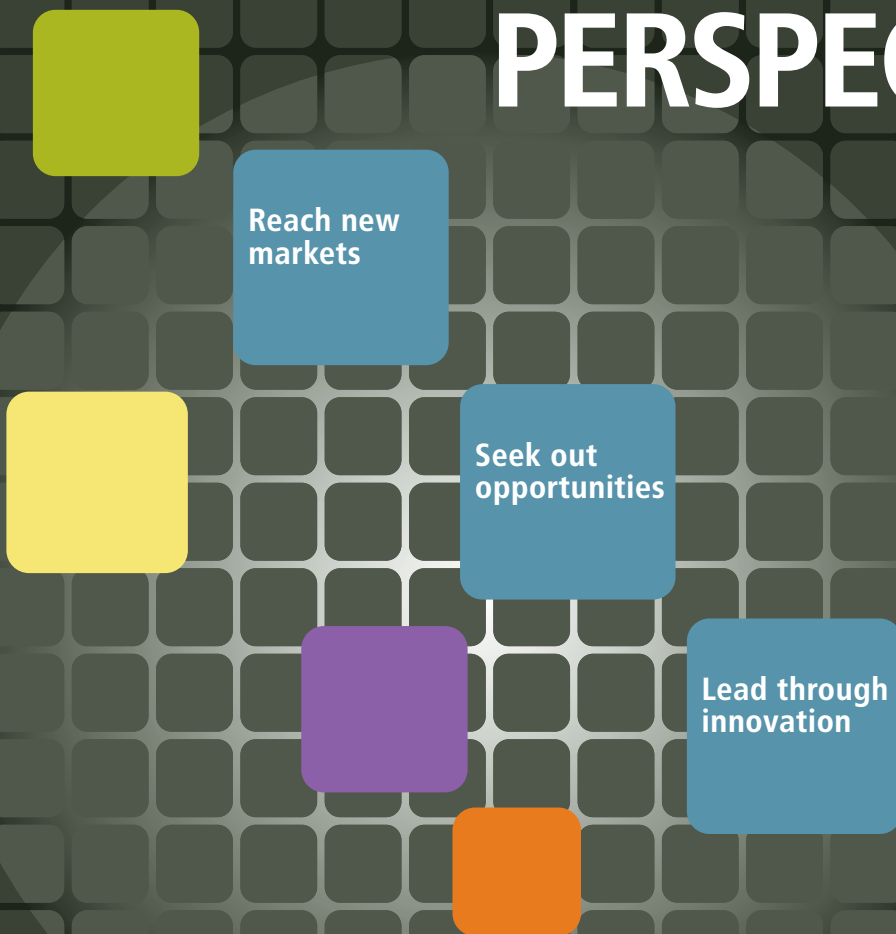 PERSPEC
Reach new
markets
Seek out
opportunities
Lead through
innovation